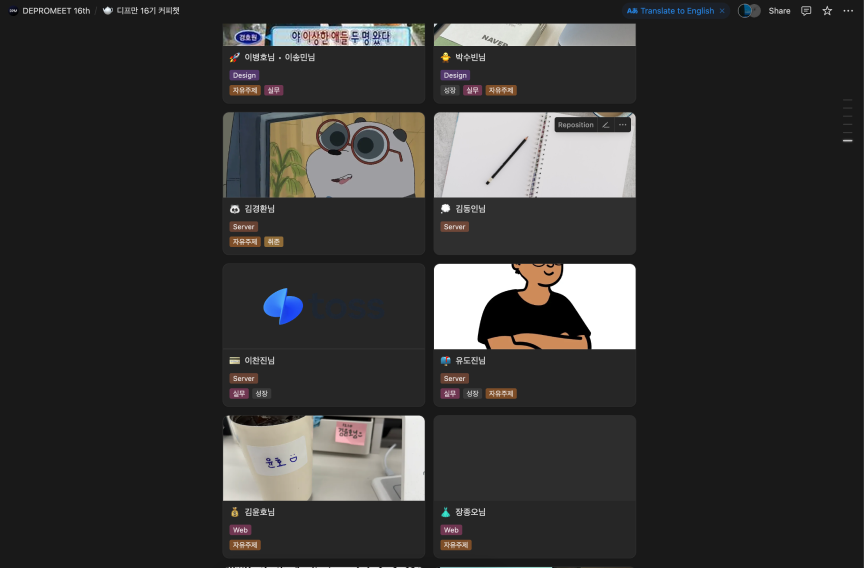 DEPROMEET 16th / 디프만 16기 커피챗
Translate to English ×
Share
경호원 야 이상한 애들 두 명 왔다
NAVER
이병호님 • 이송민님
박수빈님
Design
Design
자유주제 실무
성장 실무 자유주제
Reposition
김경환님
김동인님
Server
Server
자유주제 취준
toss
이찬진님
유도진님
Server
Server
실무 성장
실무 성장 자유주제
윤호
김윤호님
장종오님
Web
Web
자유주제
자유주제